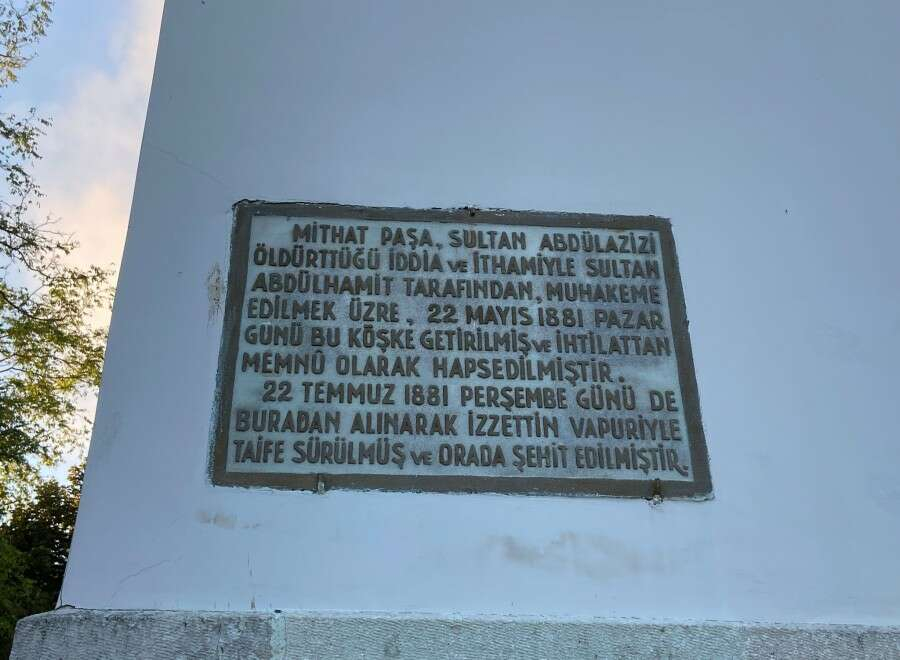 MİTHAT PAŞA, SULTAN ABDÜLAZİZİ
ÖLDÜRTTÜĞÜ İDDİA ve İTHAMİYLE SULTAN
ABDÜLHAMİT TARAFINDAN, MUHAKEME
EDİLMEK ÜZRE, 22 MAYIS 1881 PAZAR
GÜNÜ BU KÖŞKE GETİRİLMİŞ ve İHTİLATTAN
MEMNÛ OLARAK HAPSEDİLMİŞTİR.
22 TEMMUZ 1881 PERŞEMBE GÜNÜ DE
BURADAN ALINARAK İZZETTİN VAPURİYLE
TAİFE SÜRÜLMÜŞ ve ORADA ŞEHİT EDİLMİŞTİR.